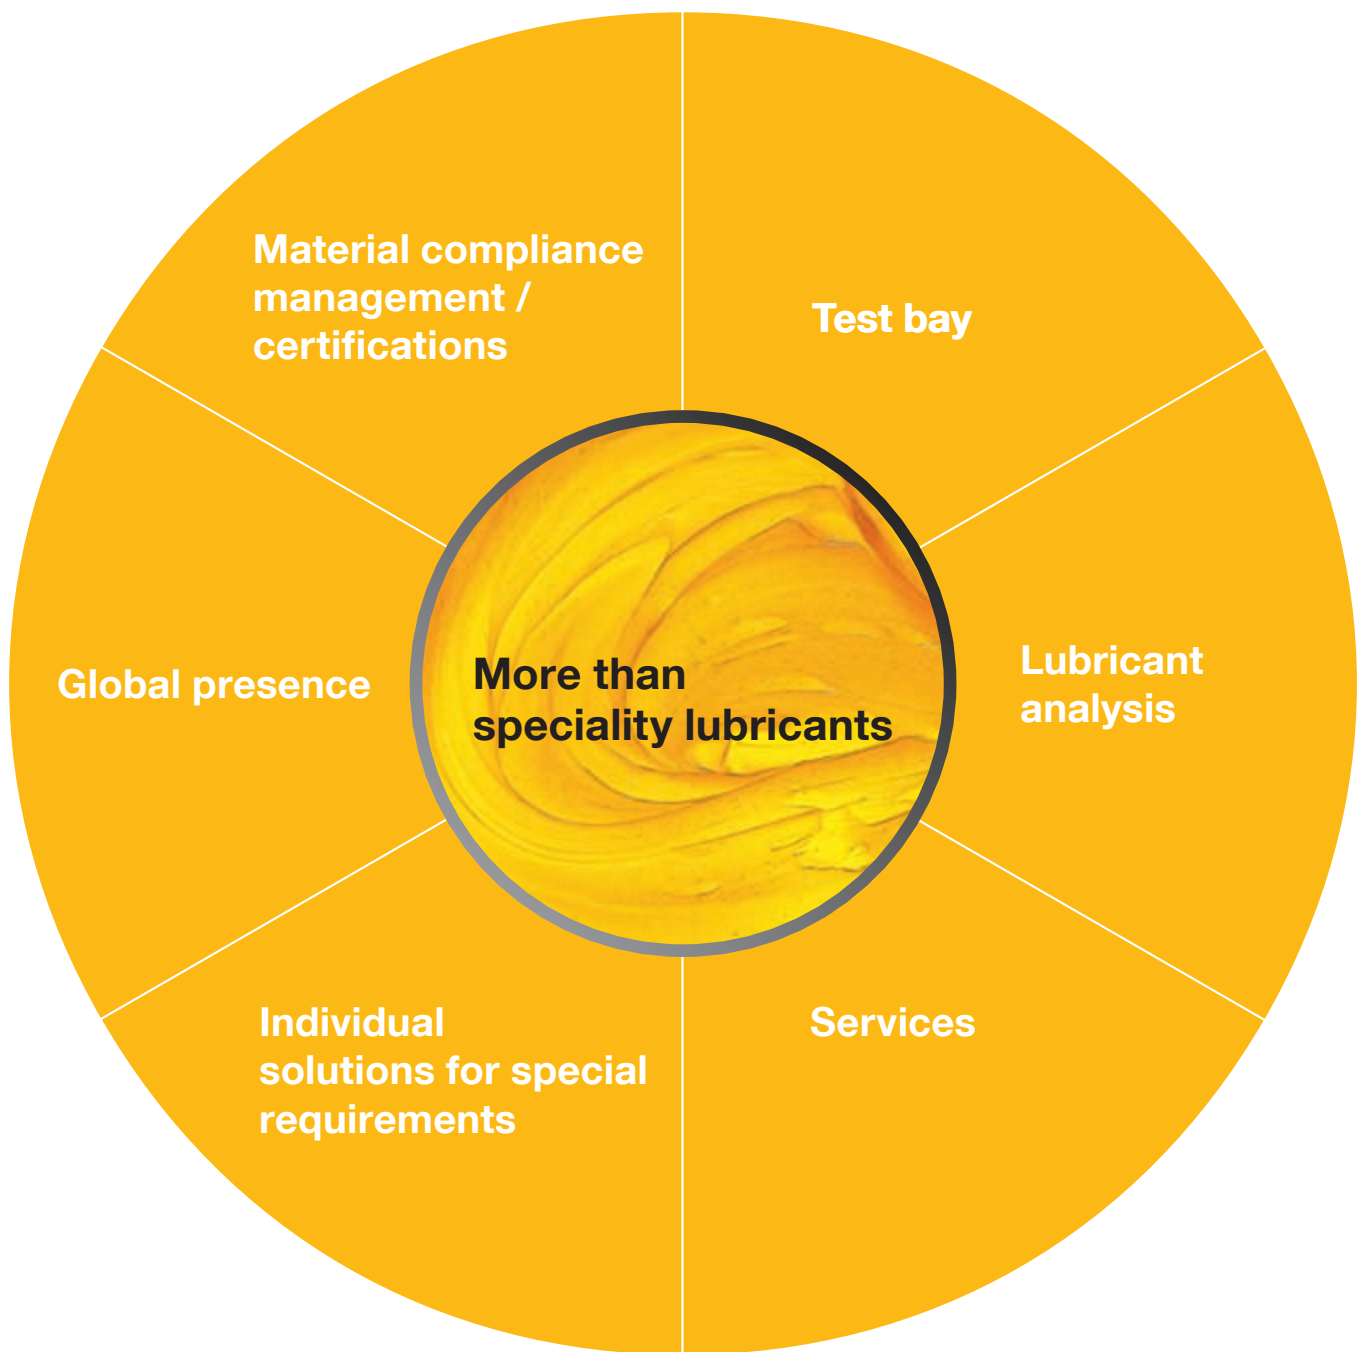 Material compliance
management /
certifications
Test bay
Global presence
More than
speciality lubricants
Lubricant
analysis
Individual
solutions for special
requirements
Services